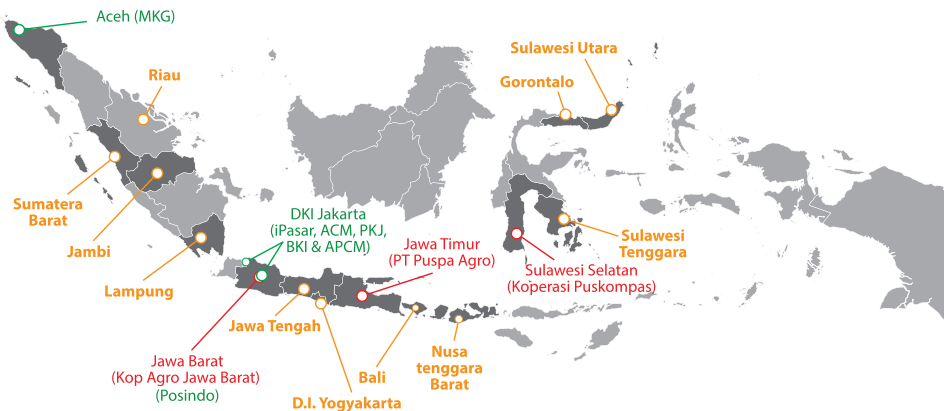 Aceh (MKG)
Riau
Sumatera
Barat
Jambi
Lampung
DKI Jakarta
(iPasar, ACM, PKJ,
BKI & APCM)
Jawa Barat
(Kop Agro Jawa Barat)
(Posindo)
Jawa Tengah
D.I. Yogyakarta
Jawa Timur
(PT Puspa Agro)
Bali
Nusa
tenggara
Barat
Sulawesi Utara
Gorontalo
Sulawesi
Tenggara
Sulawesi Selatan
(Koperasi Puskompas)